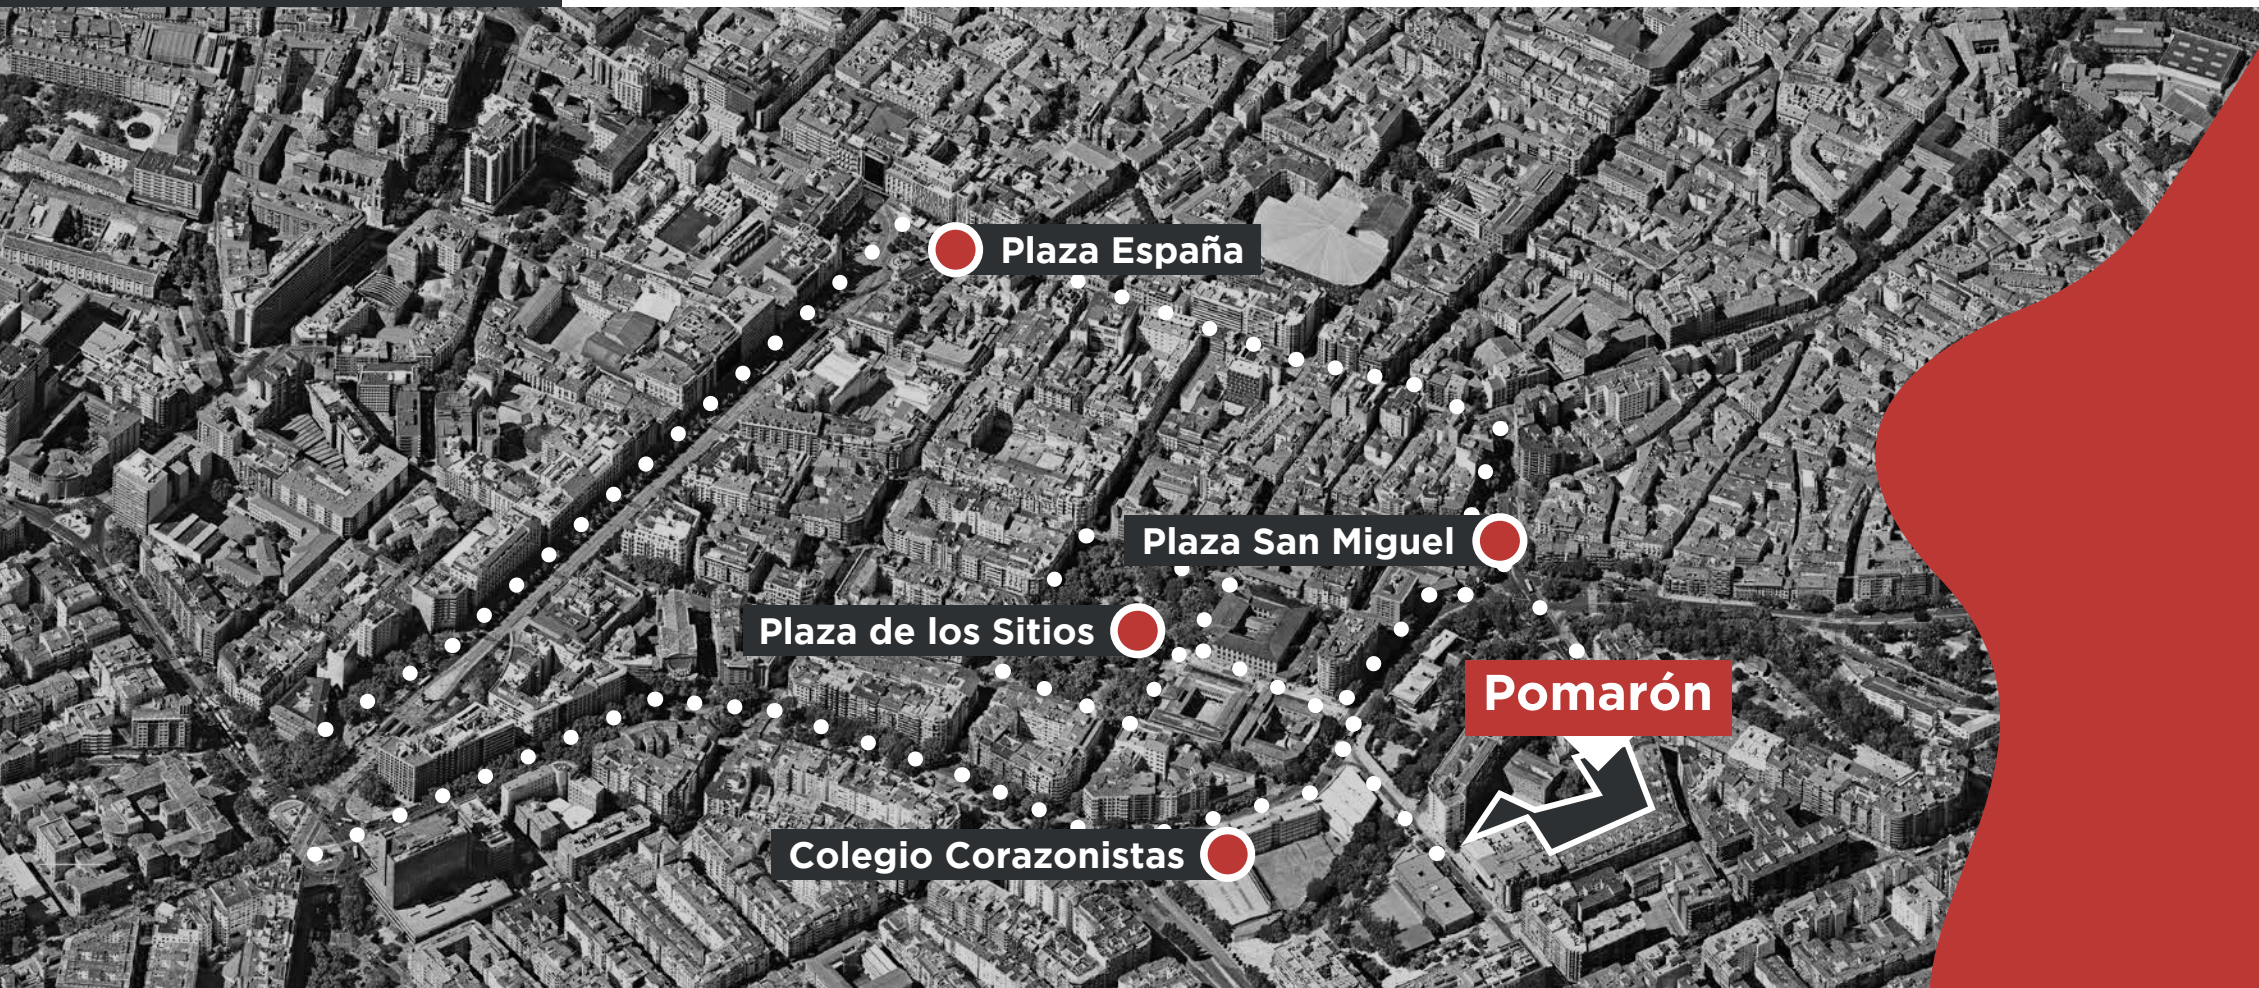 Plaza España
Plaza San Miguel
Plaza de los Sitios
Pomarón
Colegio Corazonistas